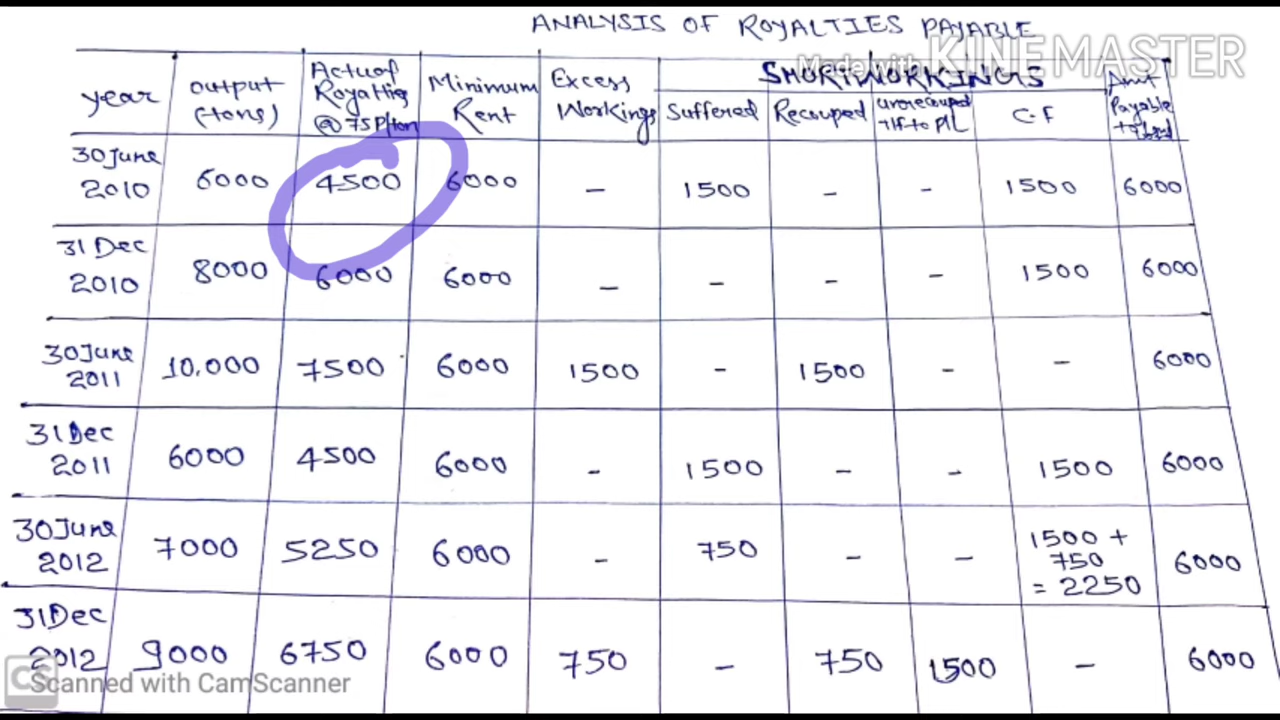 ANALYSIS OF ROYALTIES PAYABLE
Made with KINEMASTER
year
output
(tons)
Actual
Royalties
@75P/ton
Minimum
Rent
Excess
Workings
SHORTWORKINGS
Suffered
Recouped
unrecouped
TIF to P/L
C.F
Amt
Payable
30 June
2010
6000
4500
6000
-
1500
-
-
1500
6000
31 Dec
2010
8000
6000
6000
-
-
-
-
1500
6000
30 June
2011
10,000
7500
6000
1500
-
1500
-
-
6000
31 Dec
2011
6000
4500
6000
-
1500
-
-
1500
6000
30 June
2012
7000
5250
6000
-
750
-
-
1500 +
750
= 2250
6000
31 Dec
2012
9000
6750
6000
750
-
750
1500
-
6000
CS
Scanned with CamScanner